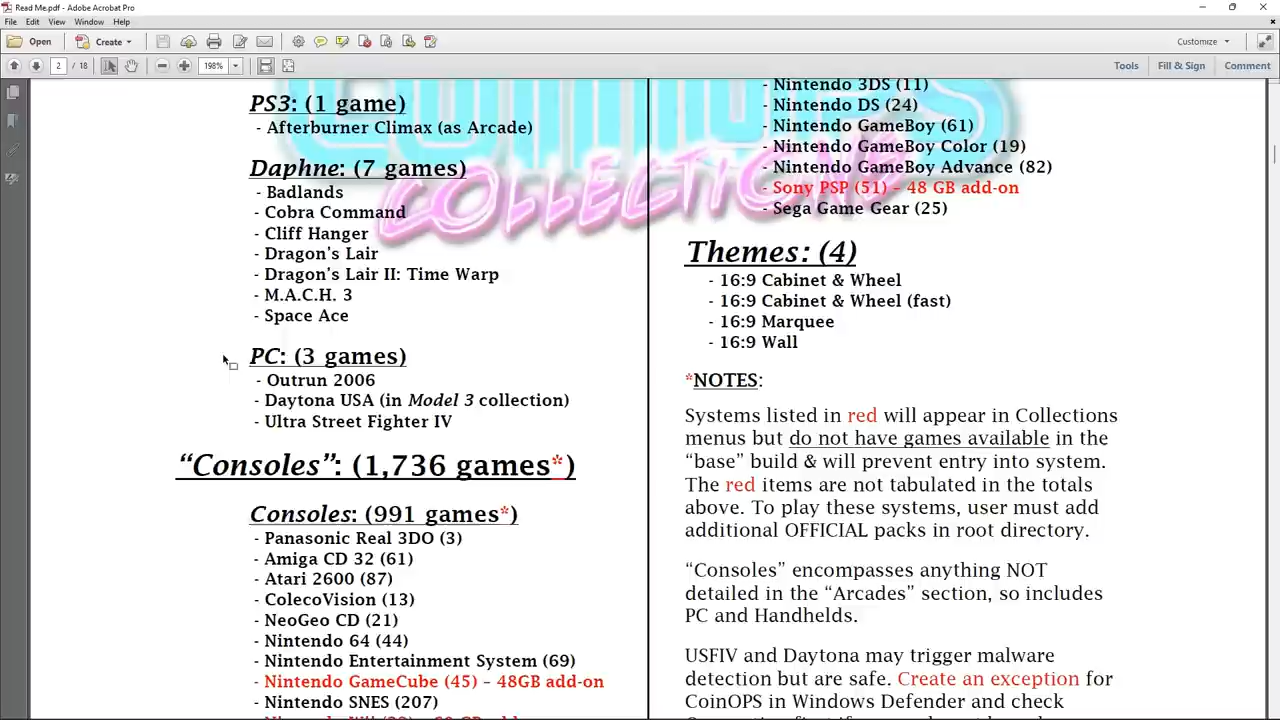 Read Me.pdf - Adobe Acrobat Pro
File Edit View Window Help
Open Create Customize
2 / 18 198% Tools Fill & Sign Comment
COLLECTIONS
PS3: (1 game)
- Afterburner Climax (as Arcade)
Daphne: (7 games)
- Badlands
- Cobra Command
- Cliff Hanger
- Dragon's Lair
- Dragon's Lair II: Time Warp
- M.A.C.H. 3
- Space Ace
PC: (3 games)
- Outrun 2006
- Daytona USA (in Model 3 collection)
- Ultra Street Fighter IV
“Consoles”: (1,736 games*)
Consoles: (991 games*)
- Panasonic Real 3DO (3)
- Amiga CD 32 (61)
- Atari 2600 (87)
- ColecoVision (13)
- NeoGeo CD (21)
- Nintendo 64 (44)
- Nintendo Entertainment System (69)
- Nintendo GameCube (45) – 48GB add-on
- Nintendo SNES (207)
- Nintendo 3DS (11)
- Nintendo DS (24)
- Nintendo GameBoy (61)
- Nintendo GameBoy Color (19)
- Nintendo GameBoy Advance (82)
- Sony PSP (51) – 48 GB add-on
- Sega Game Gear (25)
Themes: (4)
- 16:9 Cabinet & Wheel
- 16:9 Cabinet & Wheel (fast)
- 16:9 Marquee
- 16:9 Wall
*NOTES:
Systems listed in red will appear in Collections
menus but do not have games available in the
“base” build & will prevent entry into system.
The red items are not tabulated in the totals
above. To play these systems, user must add
additional OFFICIAL packs in root directory.
“Consoles” encompasses anything NOT
detailed in the “Arcades” section, so includes
PC and Handhelds.
USFIV and Daytona may trigger malware
detection but are safe. Create an exception for
CoinOPS in Windows Defender and check